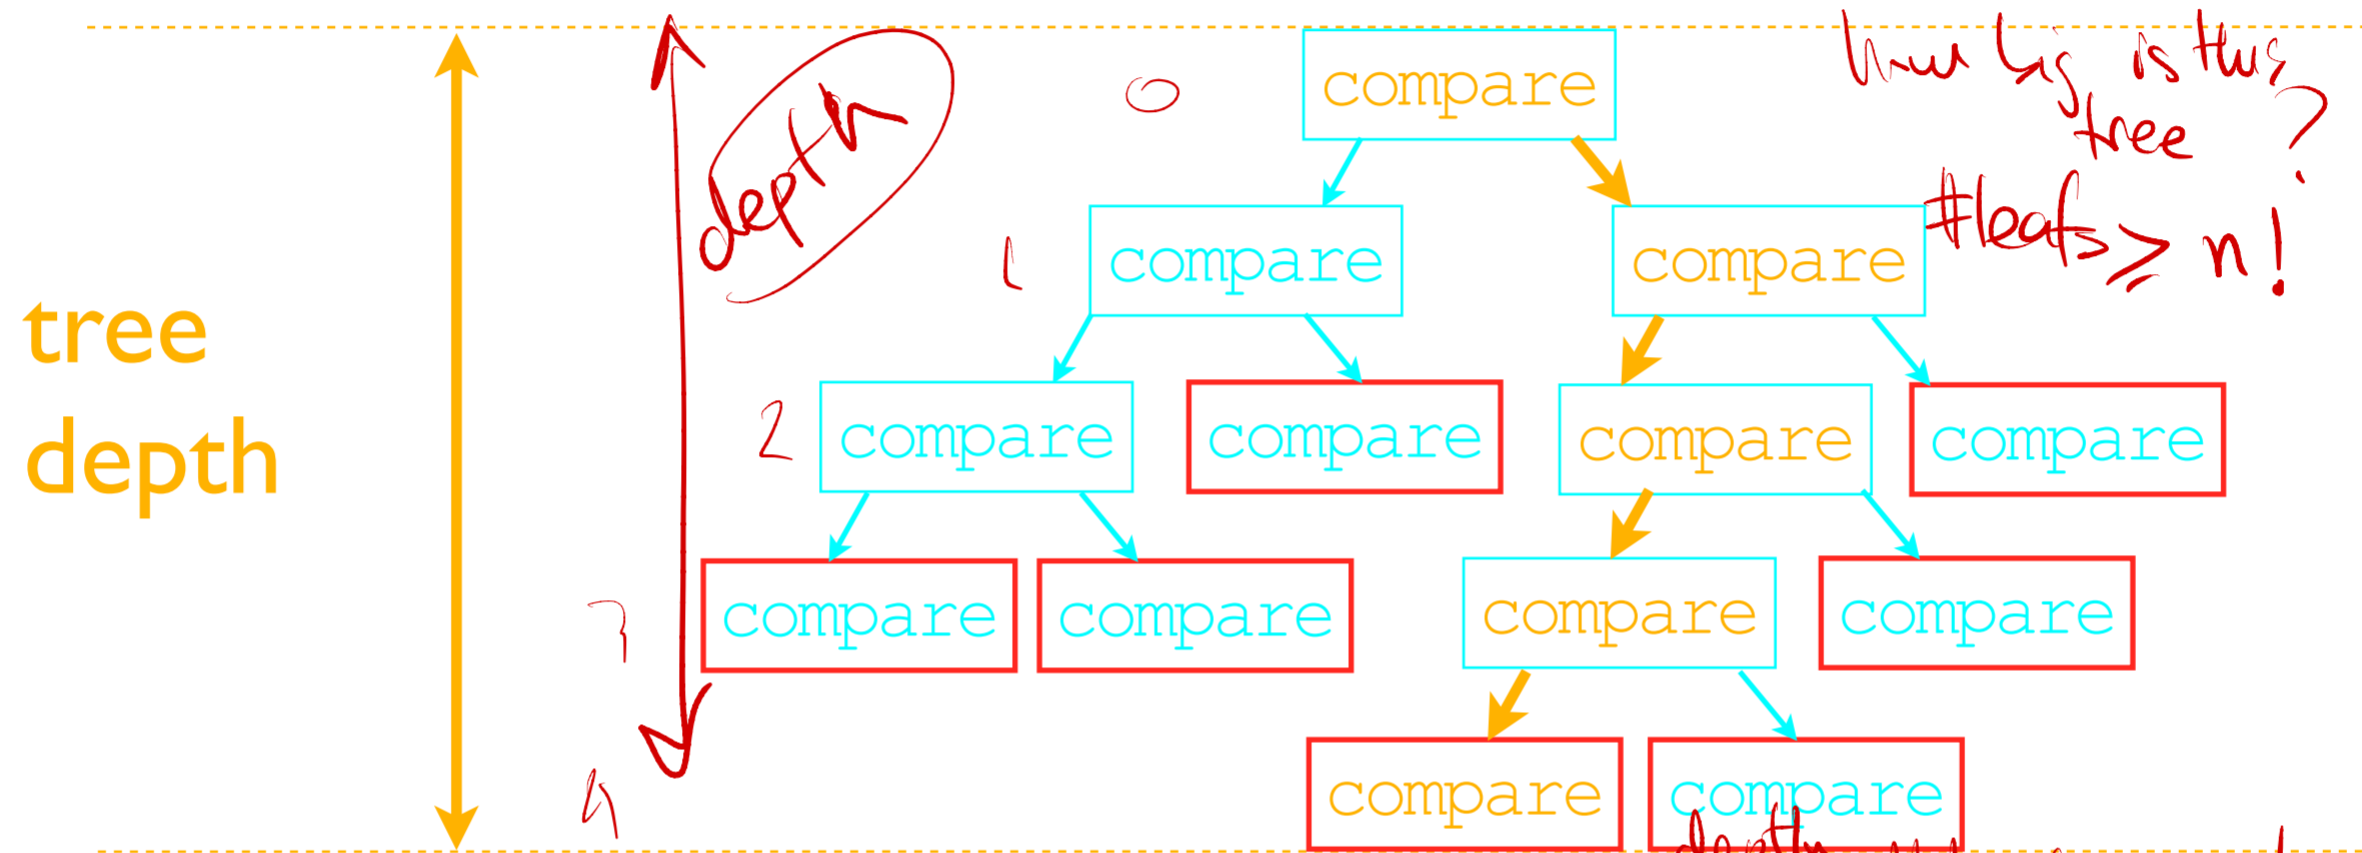 how big is this
tree ?
#leafs ≥ n!
depth
0
compare
1
compare compare
tree
depth
2
compare compare compare compare
3
compare compare compare compare
4
compare compare
depth